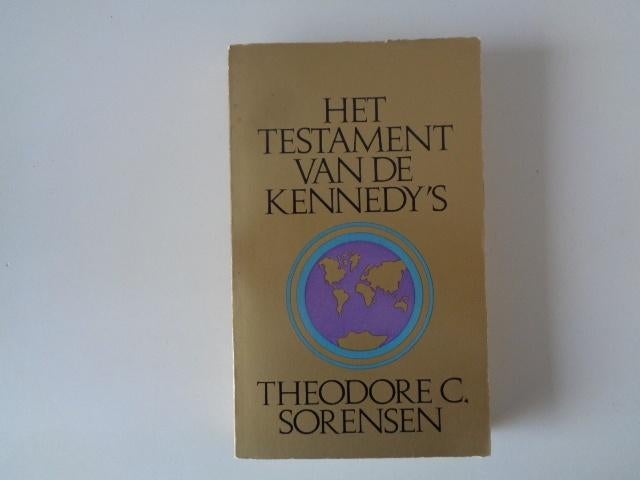 HET
TESTAMENT
VAN DE
KENNEDY'S
THEODORE C.
SORENSEN